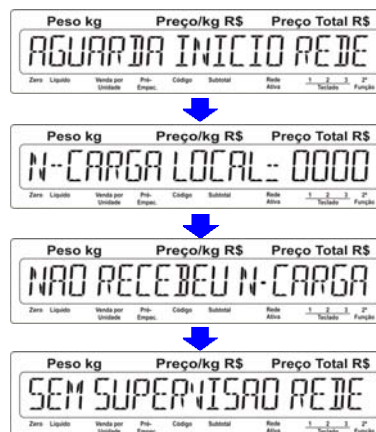 Peso kg Preço/kg R$ Preço Total R$
AGUARDA INICIO REDE
Zero Líquido Venda por Unidade Pré-Empac. Código Subtotal Rede Ativa 1 2 3 Teclado 2ª Função
Peso kg Preço/kg R$ Preço Total R$
N-CARGA LOCAL: 0000
Zero Líquido Venda por Unidade Pré-Empac. Código Subtotal Rede Ativa 1 2 3 Teclado 2ª Função
Peso kg Preço/kg R$ Preço Total R$
NAO RECEBEU N-CARGA
Zero Líquido Venda por Unidade Pré-Empac. Código Subtotal Rede Ativa 1 2 3 Teclado 2ª Função
Peso kg Preço/kg R$ Preço Total R$
SEM SUPERVISAO REDE
Zero Líquido Venda por Unidade Pré-Empac. Código Subtotal Rede Ativa 1 2 3 Teclado 2ª Função